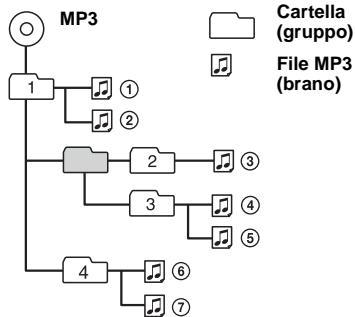 MP3
Cartella
(gruppo)
File MP3
(brano)
1
①
②
2
③
3
④
⑤
4
⑥
⑦